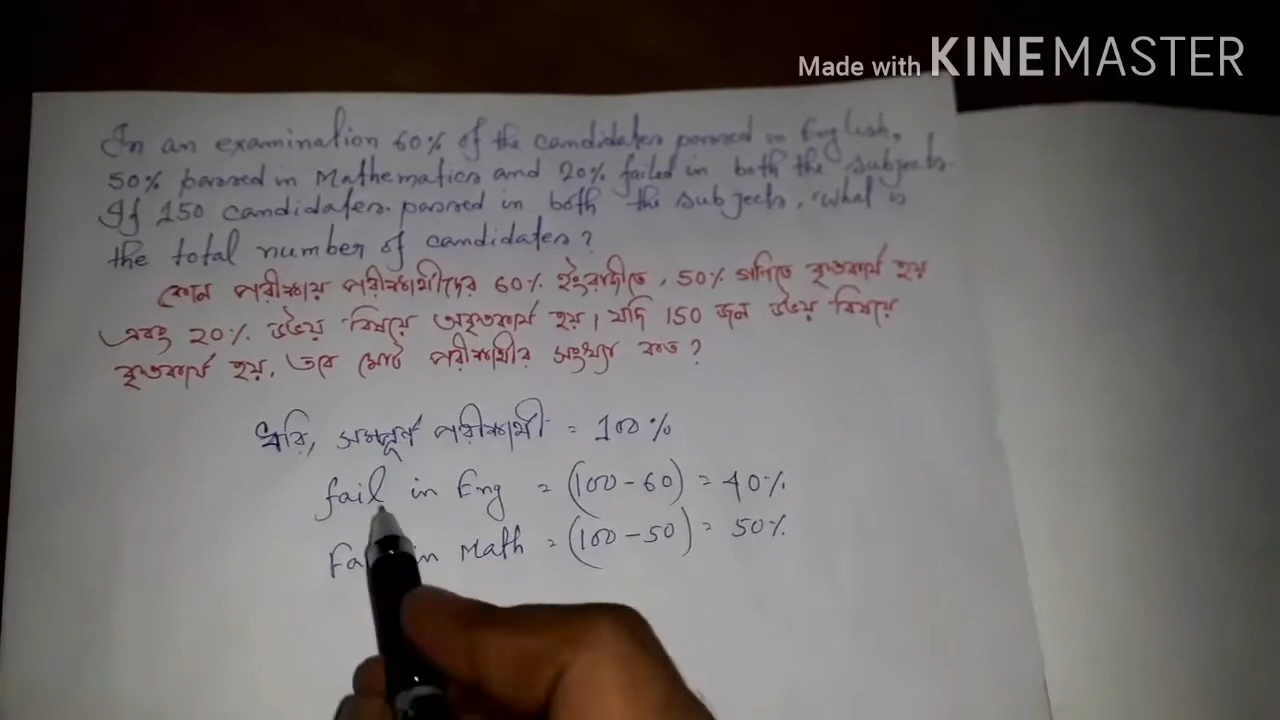 Made with KINEMASTER
In an examination 60% of the candidates passed in English,
50% passed in Mathematics and 20% failed in both the subjects.
If 150 candidates passed in both the subjects, what is
the total number of candidates?
কোন পরীক্ষায় পরীক্ষার্থীদের 60% ইংরাজীতে, 50% গনিতে কৃতকার্য হয়
এবং 20% উভয় বিষয়ে অকৃতকার্য হয়। যদি 150 জন উভয় বিষয়ে
কৃতকার্য হয়, তবে মোট পরীক্ষার্থীর সংখ্যা কত?
ধরি, সম্পূর্ণ পরীক্ষার্থী = 100%
fail in Eng = (100-60) = 40%
in Math = (100-50) = 50%